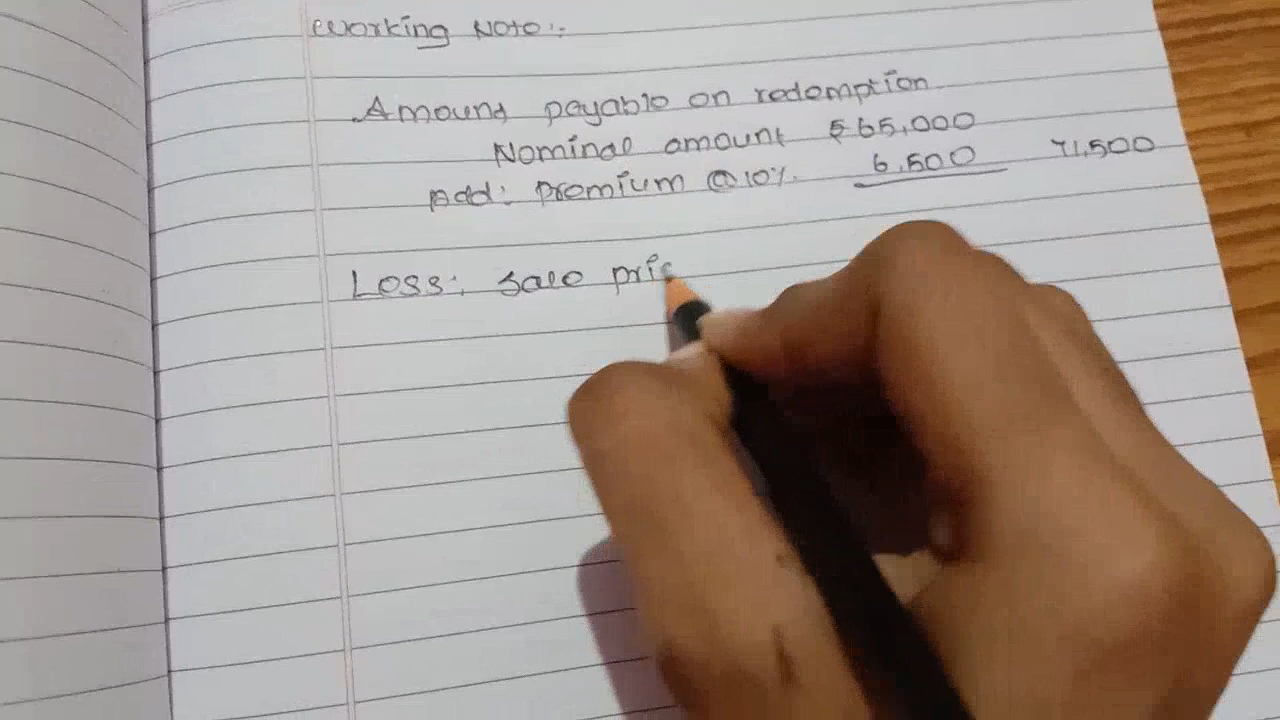 Working Note:-
Amount payable on redemption
Nominal amount ₹65,000
Add: Premium @10%. 6,500 71,500
Less: Sale pric